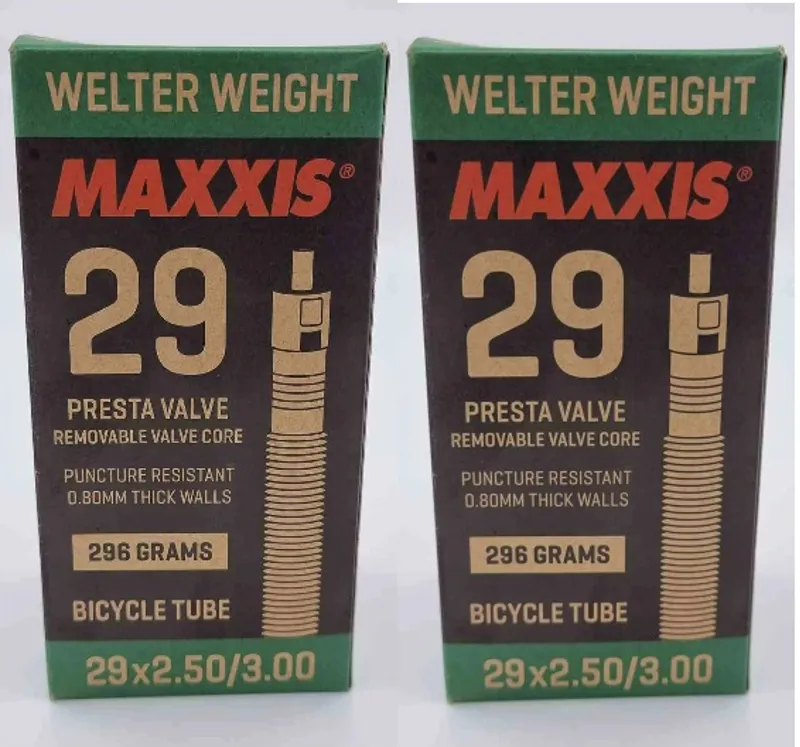 WELTER WEIGHT
MAXXIS®
29
PRESTA VALVE
REMOVABLE VALVE CORE
PUNCTURE RESISTANT
0.80MM THICK WALLS
296 GRAMS
BICYCLE TUBE
29x2.50/3.00
WELTER WEIGHT
MAXXIS®
29
PRESTA VALVE
REMOVABLE VALVE CORE
PUNCTURE RESISTANT
0.80MM THICK WALLS
296 GRAMS
BICYCLE TUBE
29x2.50/3.00